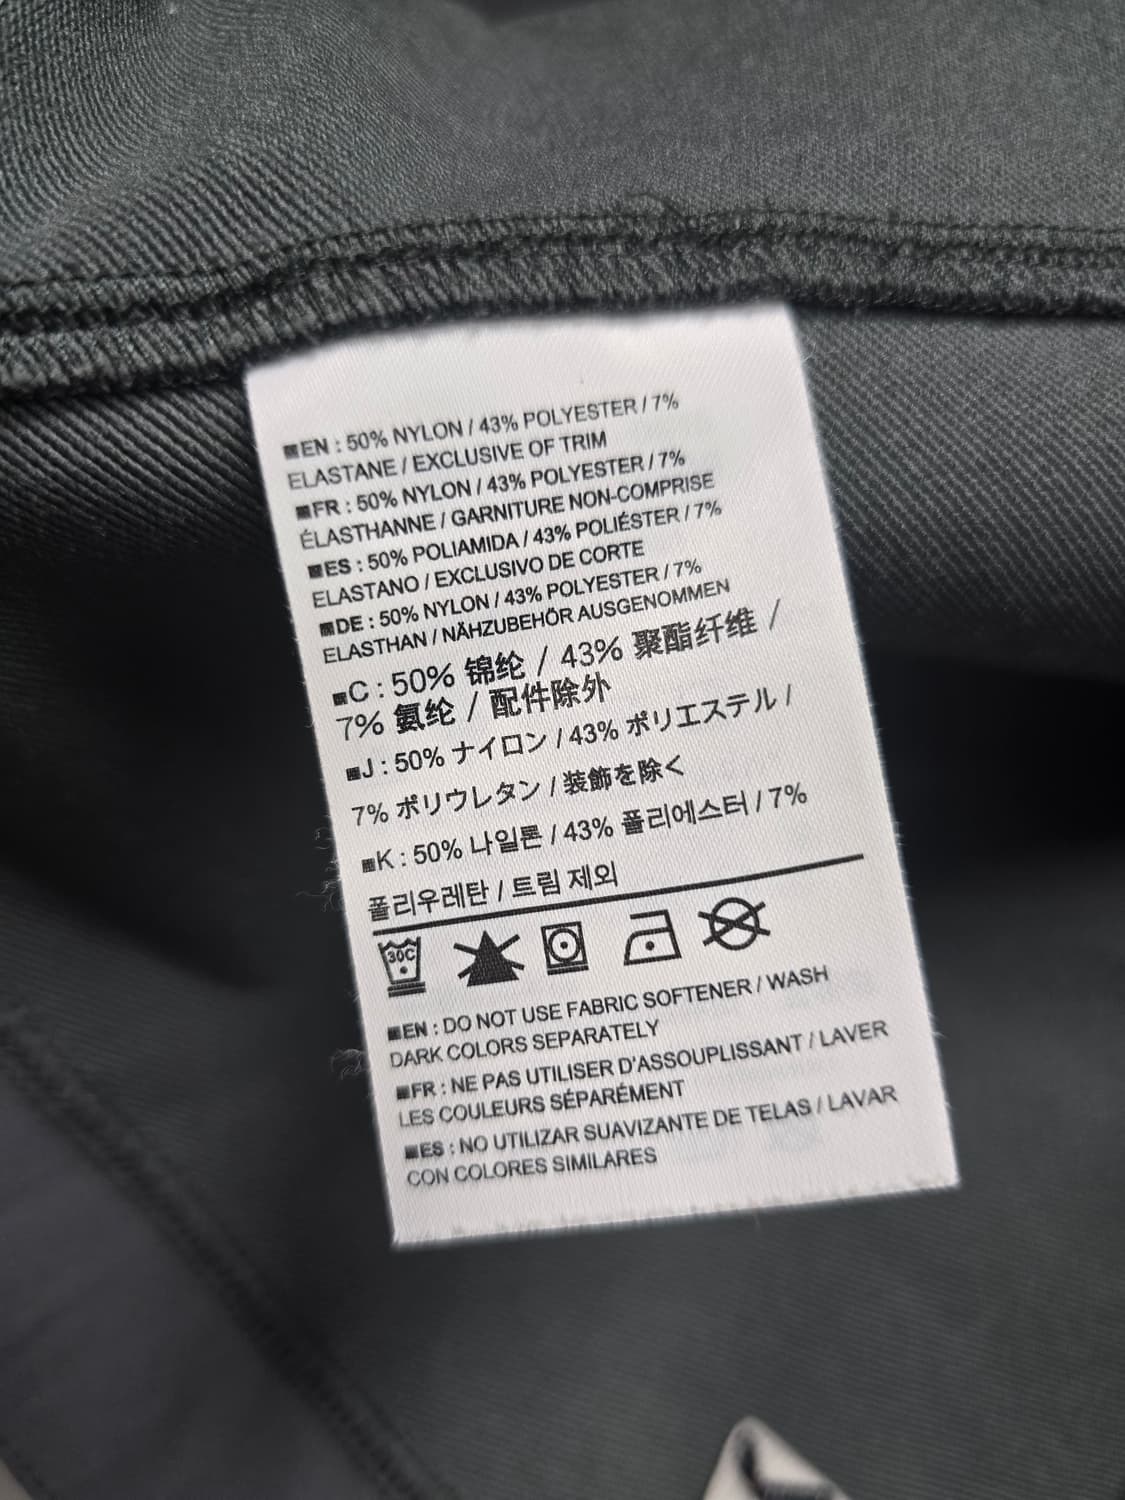 ■EN : 50% NYLON / 43% POLYESTER / 7%
ELASTANE / EXCLUSIVE OF TRIM
■FR : 50% NYLON / 43% POLYESTER / 7%
ÉLASTHANNE / GARNITURE NON-COMPRISE
■ES : 50% POLIAMIDA / 43% POLIÉSTER / 7%
ELASTANO / EXCLUSIVO DE CORTE
■DE : 50% NYLON / 43% POLYESTER / 7%
ELASTHAN / NÄHZUBEHÖR AUSGENOMMEN
■C : 50% 锦纶 / 43% 聚酯纤维 /
7% 氨纶 / 配件除外
■J : 50% ナイロン / 43% ポリエステル /
7% ポリウレタン / 装飾を除く
■K : 50% 나일론 / 43% 폴리에스터 / 7%
폴리우레탄 / 트림 제외
30C
■EN : DO NOT USE FABRIC SOFTENER / WASH
DARK COLORS SEPARATELY
■FR : NE PAS UTILISER D'ASSOUPLISSANT / LAVER
LES COULEURS SÉPARÉMENT
■ES : NO UTILIZAR SUAVIZANTE DE TELAS / LAVAR
CON COLORES SIMILARES